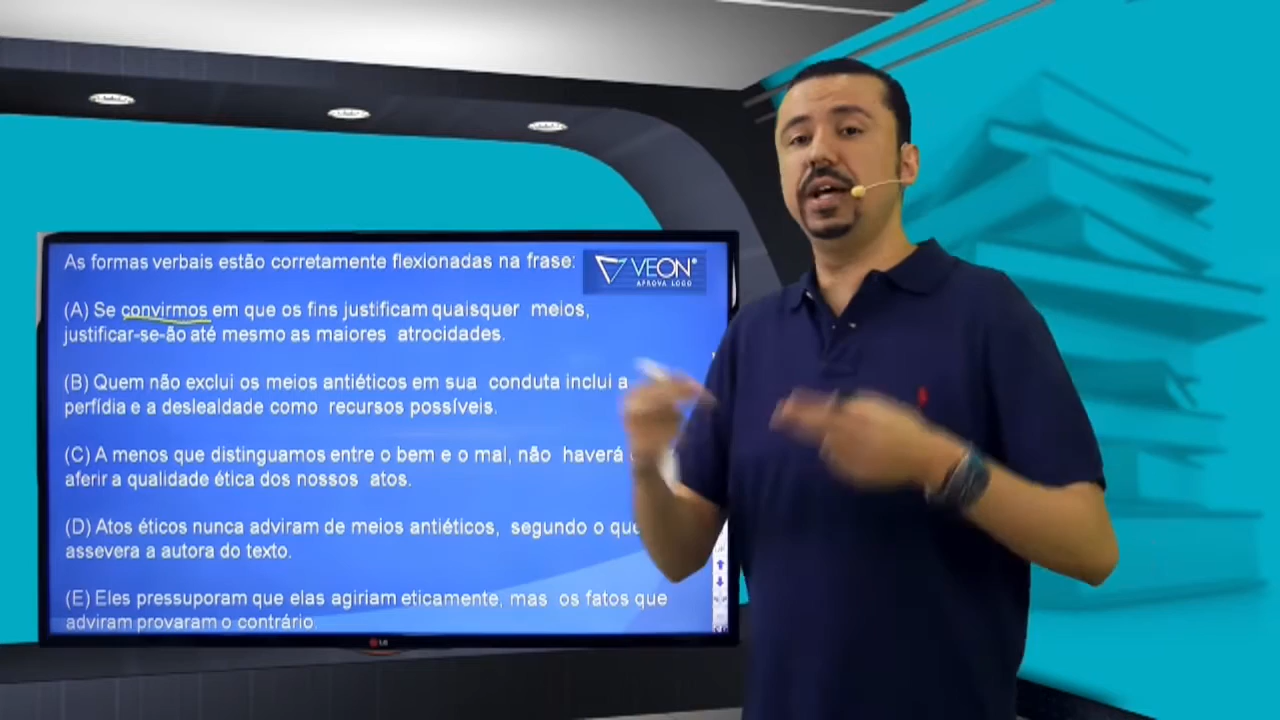 As formas verbais estão corretamente flexionadas na frase:
VEON®
APROVA LOGO
(A) Se convirmos em que os fins justificam quaisquer meios,
justificar-se-ão até mesmo as maiores atrocidades.
(B) Quem não exclui os meios antiéticos em sua conduta inclui a
perfídia e a deslealdade como recursos possíveis.
(C) A menos que distinguamos entre o bem e o mal, não haverá
aferir a qualidade ética dos nossos atos.
(D) Atos éticos nunca adviram de meios antiéticos, segundo o que
assevera a autora do texto.
(E) Eles pressuporam que elas agiriam eticamente, mas os fatos que
adviram provaram o contrário.
LG